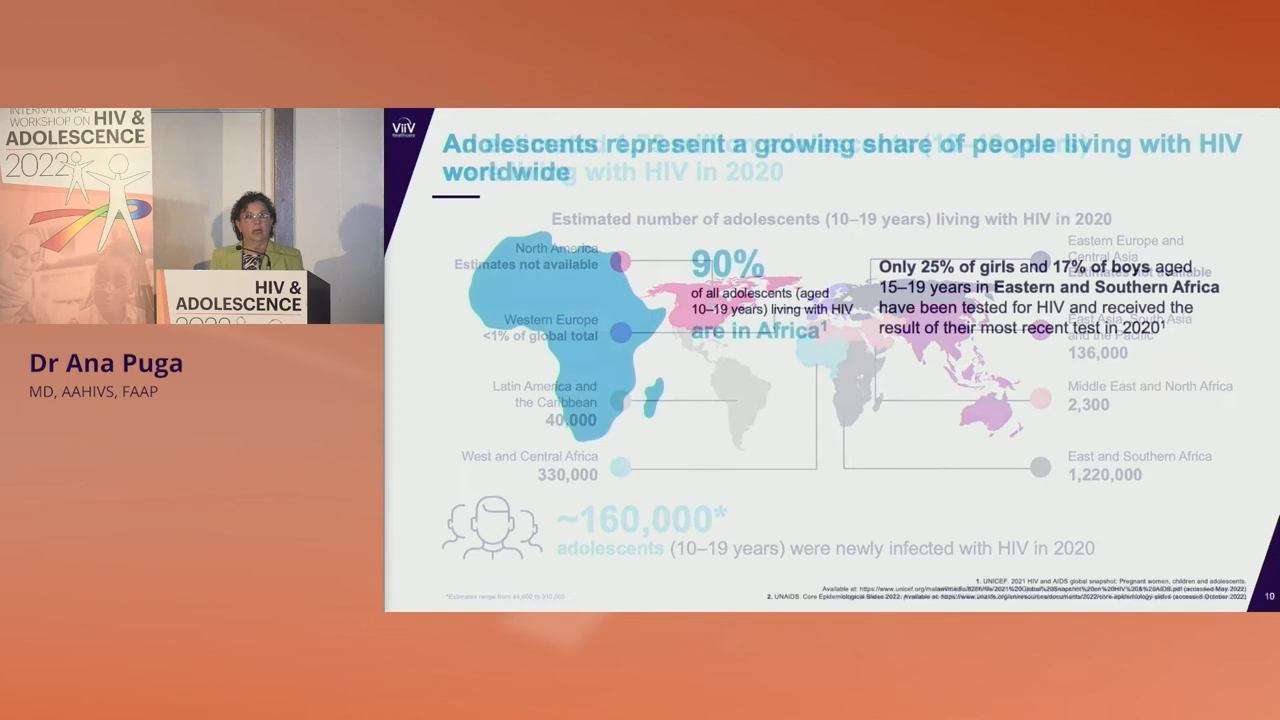 INTERNATIONAL
WORKSHOP ON HIV &
ADOLESCENCE
2022
HIV &
ADOLESCENCE
2022
Dr Ana Puga
MD, AAHIVS, FAAP
ViiV
Healthcare
Adolescents represent a growing share of people living with HIV
worldwide
living with HIV in 2020
Estimated number of adolescents (10–19 years) living with HIV in 2020
North America
Estimates not available
Western Europe
<1% of global total
Latin America and
the Caribbean
40,000
West and Central Africa
330,000
90%
of all adolescents (aged
10–19 years) living with HIV
are in Africa¹
Only 25% of girls and 17% of boys aged
15–19 years in Eastern and Southern Africa
have been tested for HIV and received the
result of their most recent test in 2020¹
Eastern Europe and
Central Asia
136,000
Middle East and North Africa
2,300
East and Southern Africa
1,220,000
~160,000*
adolescents (10–19 years) were newly infected with HIV in 2020
1. UNICEF. 2021 HIV and AIDS global snapshot: Pregnant women, children and adolescents.
2. UNAIDS. Core Epidemiological Slides 2022.
10